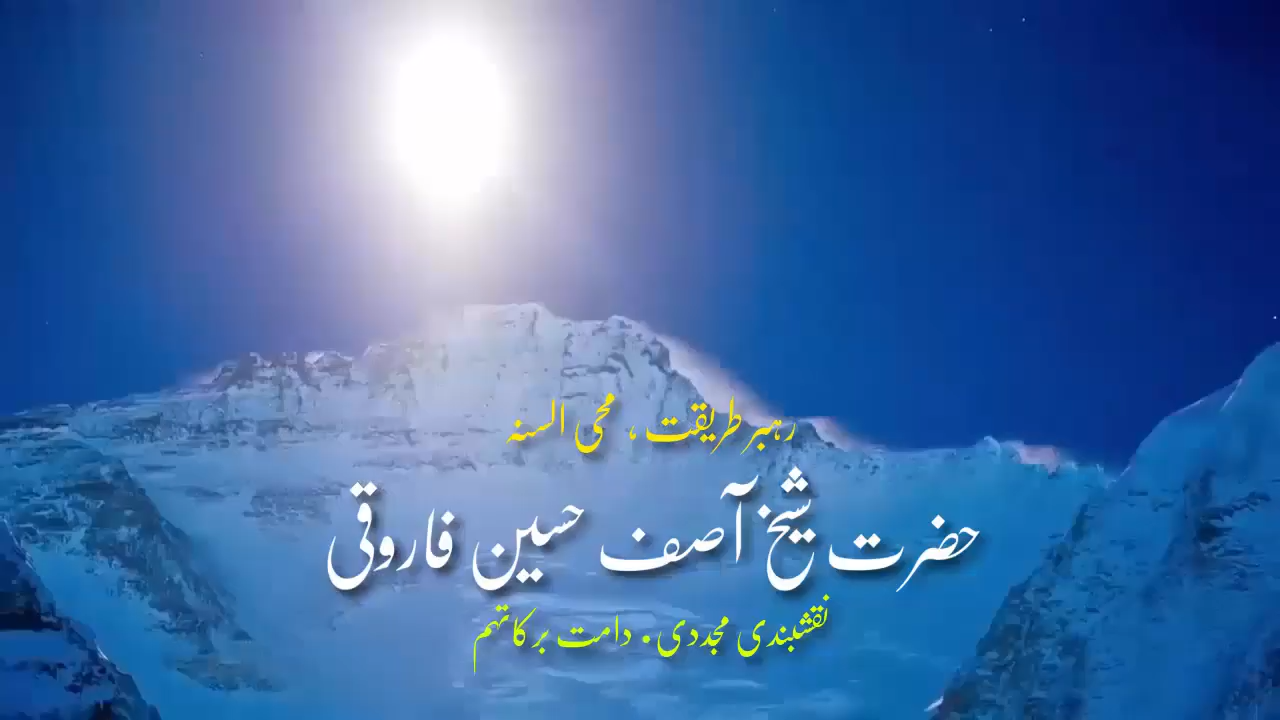 رہبر طریقت ، محی السنہ
حضرت شیخ آصف حسین فاروقی
نقشبندی مجددی . دامت برکاتہم